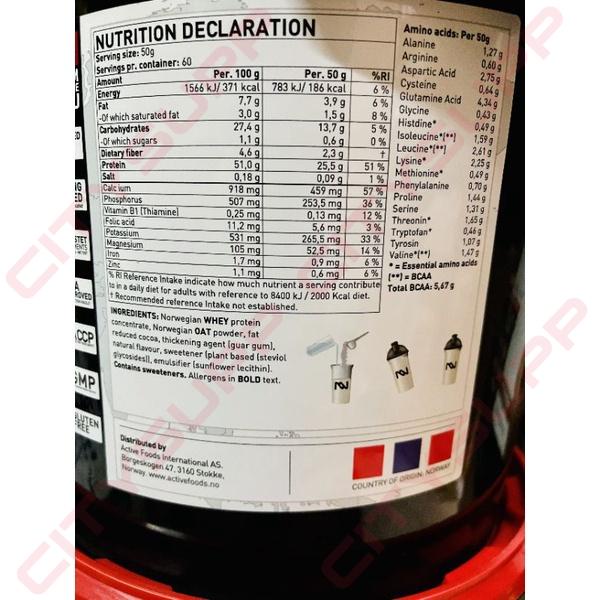 NUTRITION DECLARATION
Serving size: 50g
Servings pr. container: 60
Amount Per. 100 g Per. 50 g %RI
Energy 1566 kJ/ 371 kcal 783 kJ/ 186 kcal 6 %
Fat 7,7 g 3,9 g 6 %
-Of which saturated fat 3,0 g 1,5 g 8 %
Carbohydrates 27,4 g 13,7 g 5 %
-Of which sugars 1,1 g 0,6 g 0 %
Dietary fiber 4,6 g 2,3 g †
Protein 51,0 g 25,5 g 51 %
Salt 0,18 g 0,09 g 1 %
Calcium 918 mg 459 mg 57 %
Phosphorus 507 mg 253,5 mg 36 %
Vitamin B1 (Thiamine) 0,25 mg 0,13 mg 12 %
Folic acid 11,2 mg 5,6 mg 3 %
Potassium 531 mg 265,5 mg 33 %
Magnesium 105 mg 52,5 mg 14 %
Iron 1,7 mg 0,9 mg 6 %
Zinc 1,1 mg 0,6 mg 6 %
% RI Reference Intake indicate how much nutrient a serving contribute
to in a daily diet for adults with reference to 8400 kJ / 2000 Kcal diet.
† Recommended reference Intake not established.
INGREDIENTS: Norwegian WHEY protein
concentrate, Norwegian OAT powder, fat
reduced cocoa, thickening agent (guar gum),
natural flavour, sweetener (plant based (steviol
glycosides)), emulsifier (sunflower lecithin).
Contains sweeteners. Allergens in BOLD text.
Amino acids: Per 50g
Alanine 1,27 g
Arginine 0,60 g
Aspartic Acid 2,75 g
Cysteine 0,64 g
Glutamine Acid 4,34 g
Glycine 0,43 g
Histdine* 0,49 g
Isoleucine*(**) 1,59 g
Leucine*(**) 2,61 g
Lysine* 2,25 g
Methionine* 0,49 g
Phenylalanine 0,70 g
Proline 1,44 g
Serine 1,31 g
Threonin* 1,65 g
Tryptofan* 0,46 g
Tyrosin 1,07 g
Valine*(**) 1,47 g
* = Essential amino acids
(**) = BCAA
Total BCAA: 5,67 g
Distributed by
Active Foods International AS.
Borgeskogen 47, 3160 Stokke,
Norway. www.activefoods.no
COUNTRY OF ORIGIN: NORWAY
CCP
GMP
GLUTEN
FREE
CITY SUPP